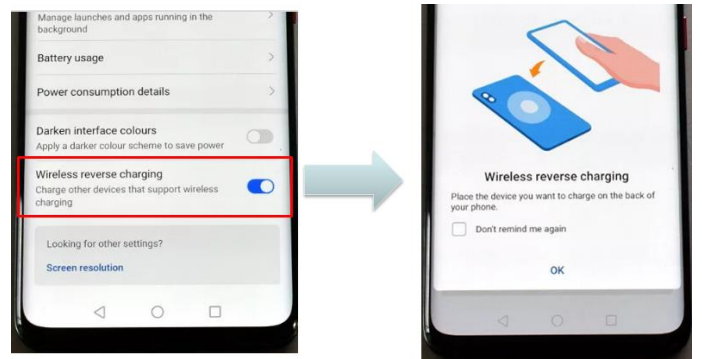 Manage launches and apps running in the
background
Battery usage
Power consumption details
Darken interface colours
Apply a darker colour scheme to save power
Wireless reverse charging
Charge other devices that support wireless
charging
Looking for other settings?
Screen resolution
Wireless reverse charging
Place the device you want to charge on the back of
your phone.
Don't remind me again
OK